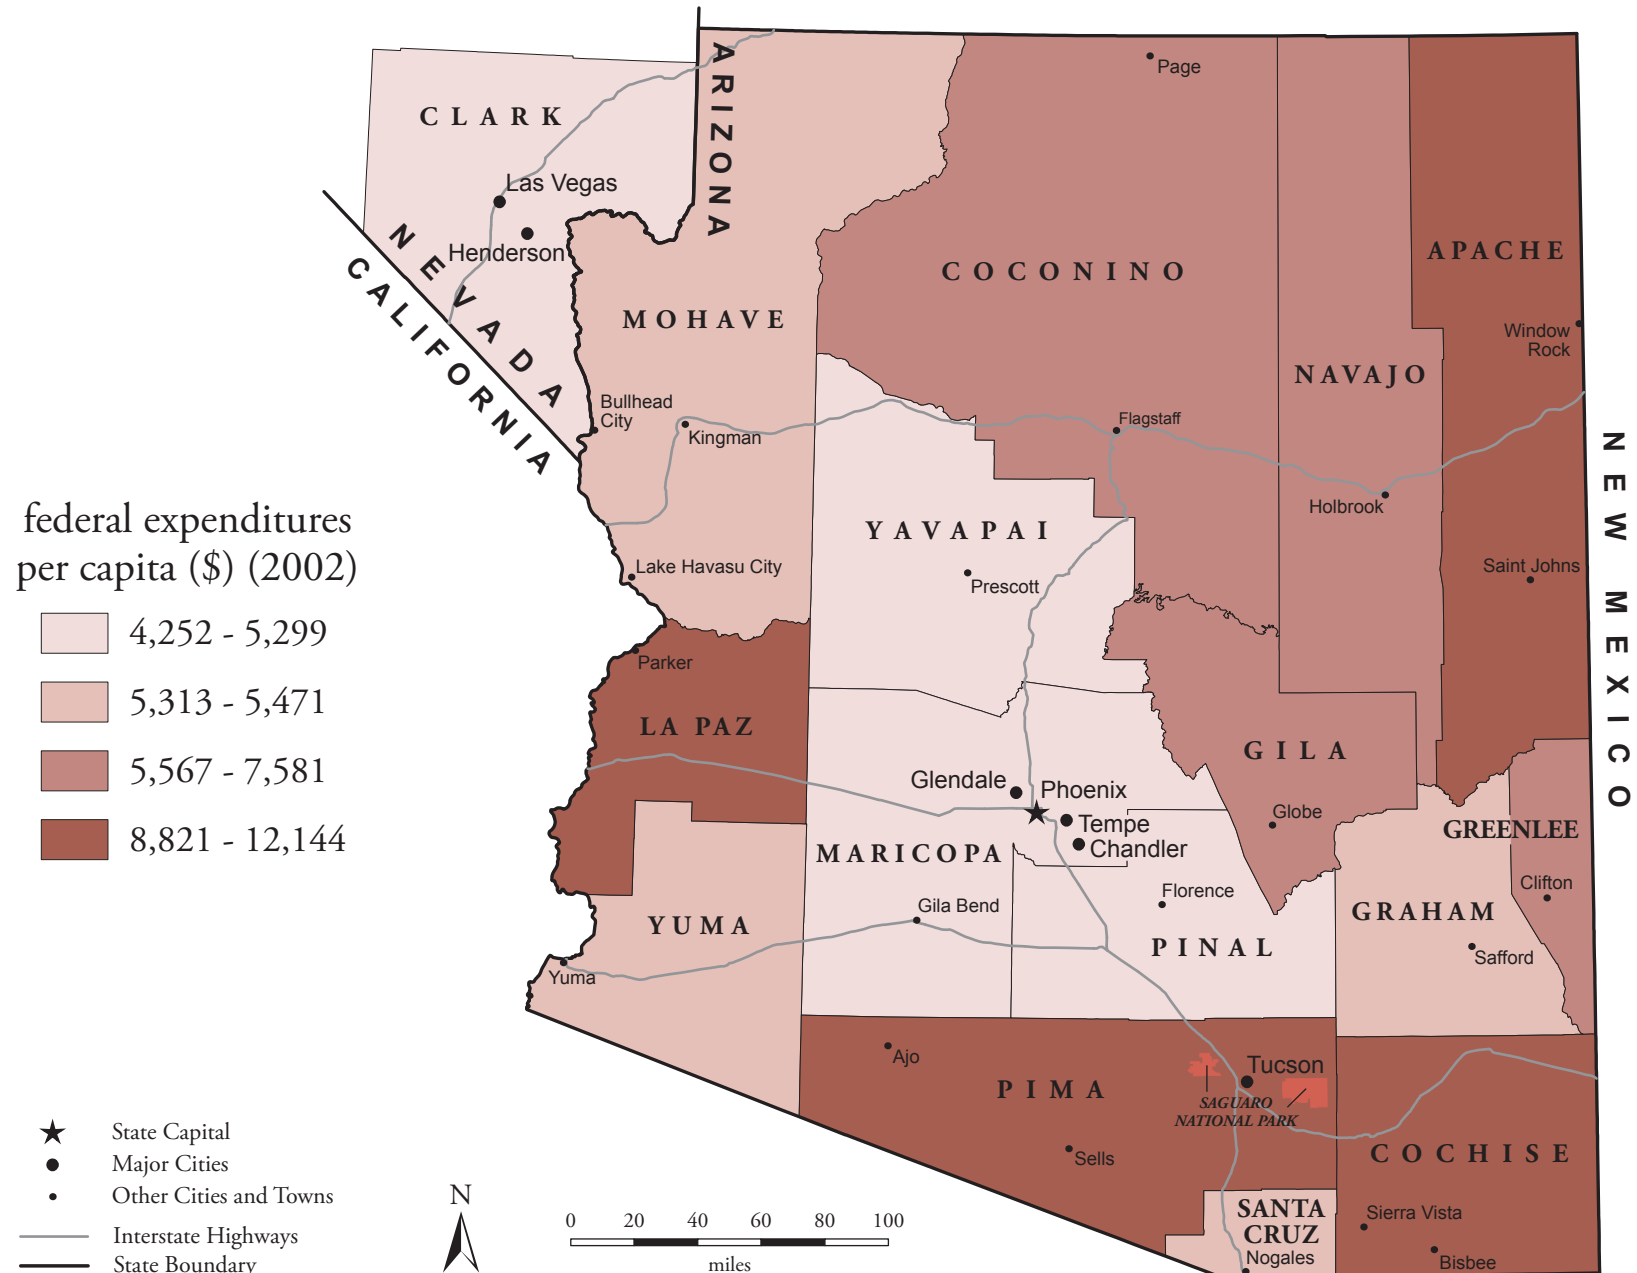 ARIZONA
Page
CLARK
Las Vegas
Henderson
NEVADA
CALIFORNIA
APACHE
COCONINO
MOHAVE
Window
Rock
NAVAJO
Bullhead
City
Kingman
Flagstaff
NEW MEXICO
Holbrook
federal expenditures
per capita ($) (2002)
4,252 - 5,299
5,313 - 5,471
5,567 - 7,581
8,821 - 12,144
YAVAPAI
Prescott
Lake Havasu City
Saint Johns
Parker
LA PAZ
GILA
Glendale
Phoenix
Tempe
Chandler
Globe
GREENLEE
MARICOPA
Clifton
Florence
Gila Bend
GRAHAM
YUMA
PINAL
Safford
Yuma
Ajo
Tucson
PIMA
SAGUARO
NATIONAL PARK
Sells
COCHISE
SANTA
CRUZ
Nogales
Sierra Vista
Bisbee
State Capital
Major Cities
Other Cities and Towns
Interstate Highways
State Boundary
N
0 20 40 60 80 100
miles